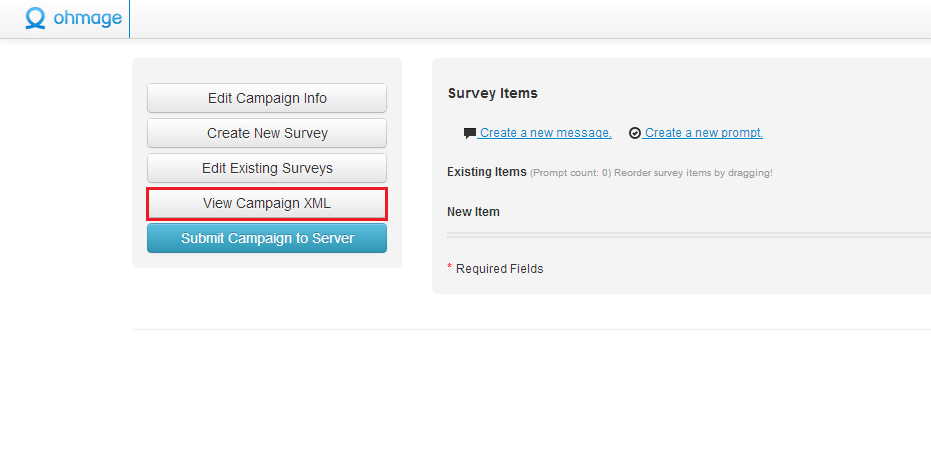 ohmage
Edit Campaign Info
Create New Survey
Edit Existing Surveys
View Campaign XML
Submit Campaign to Server
Survey Items
Create a new message. Create a new prompt.
Existing Items (Prompt count: 0) Reorder survey items by dragging!
New Item
* Required Fields